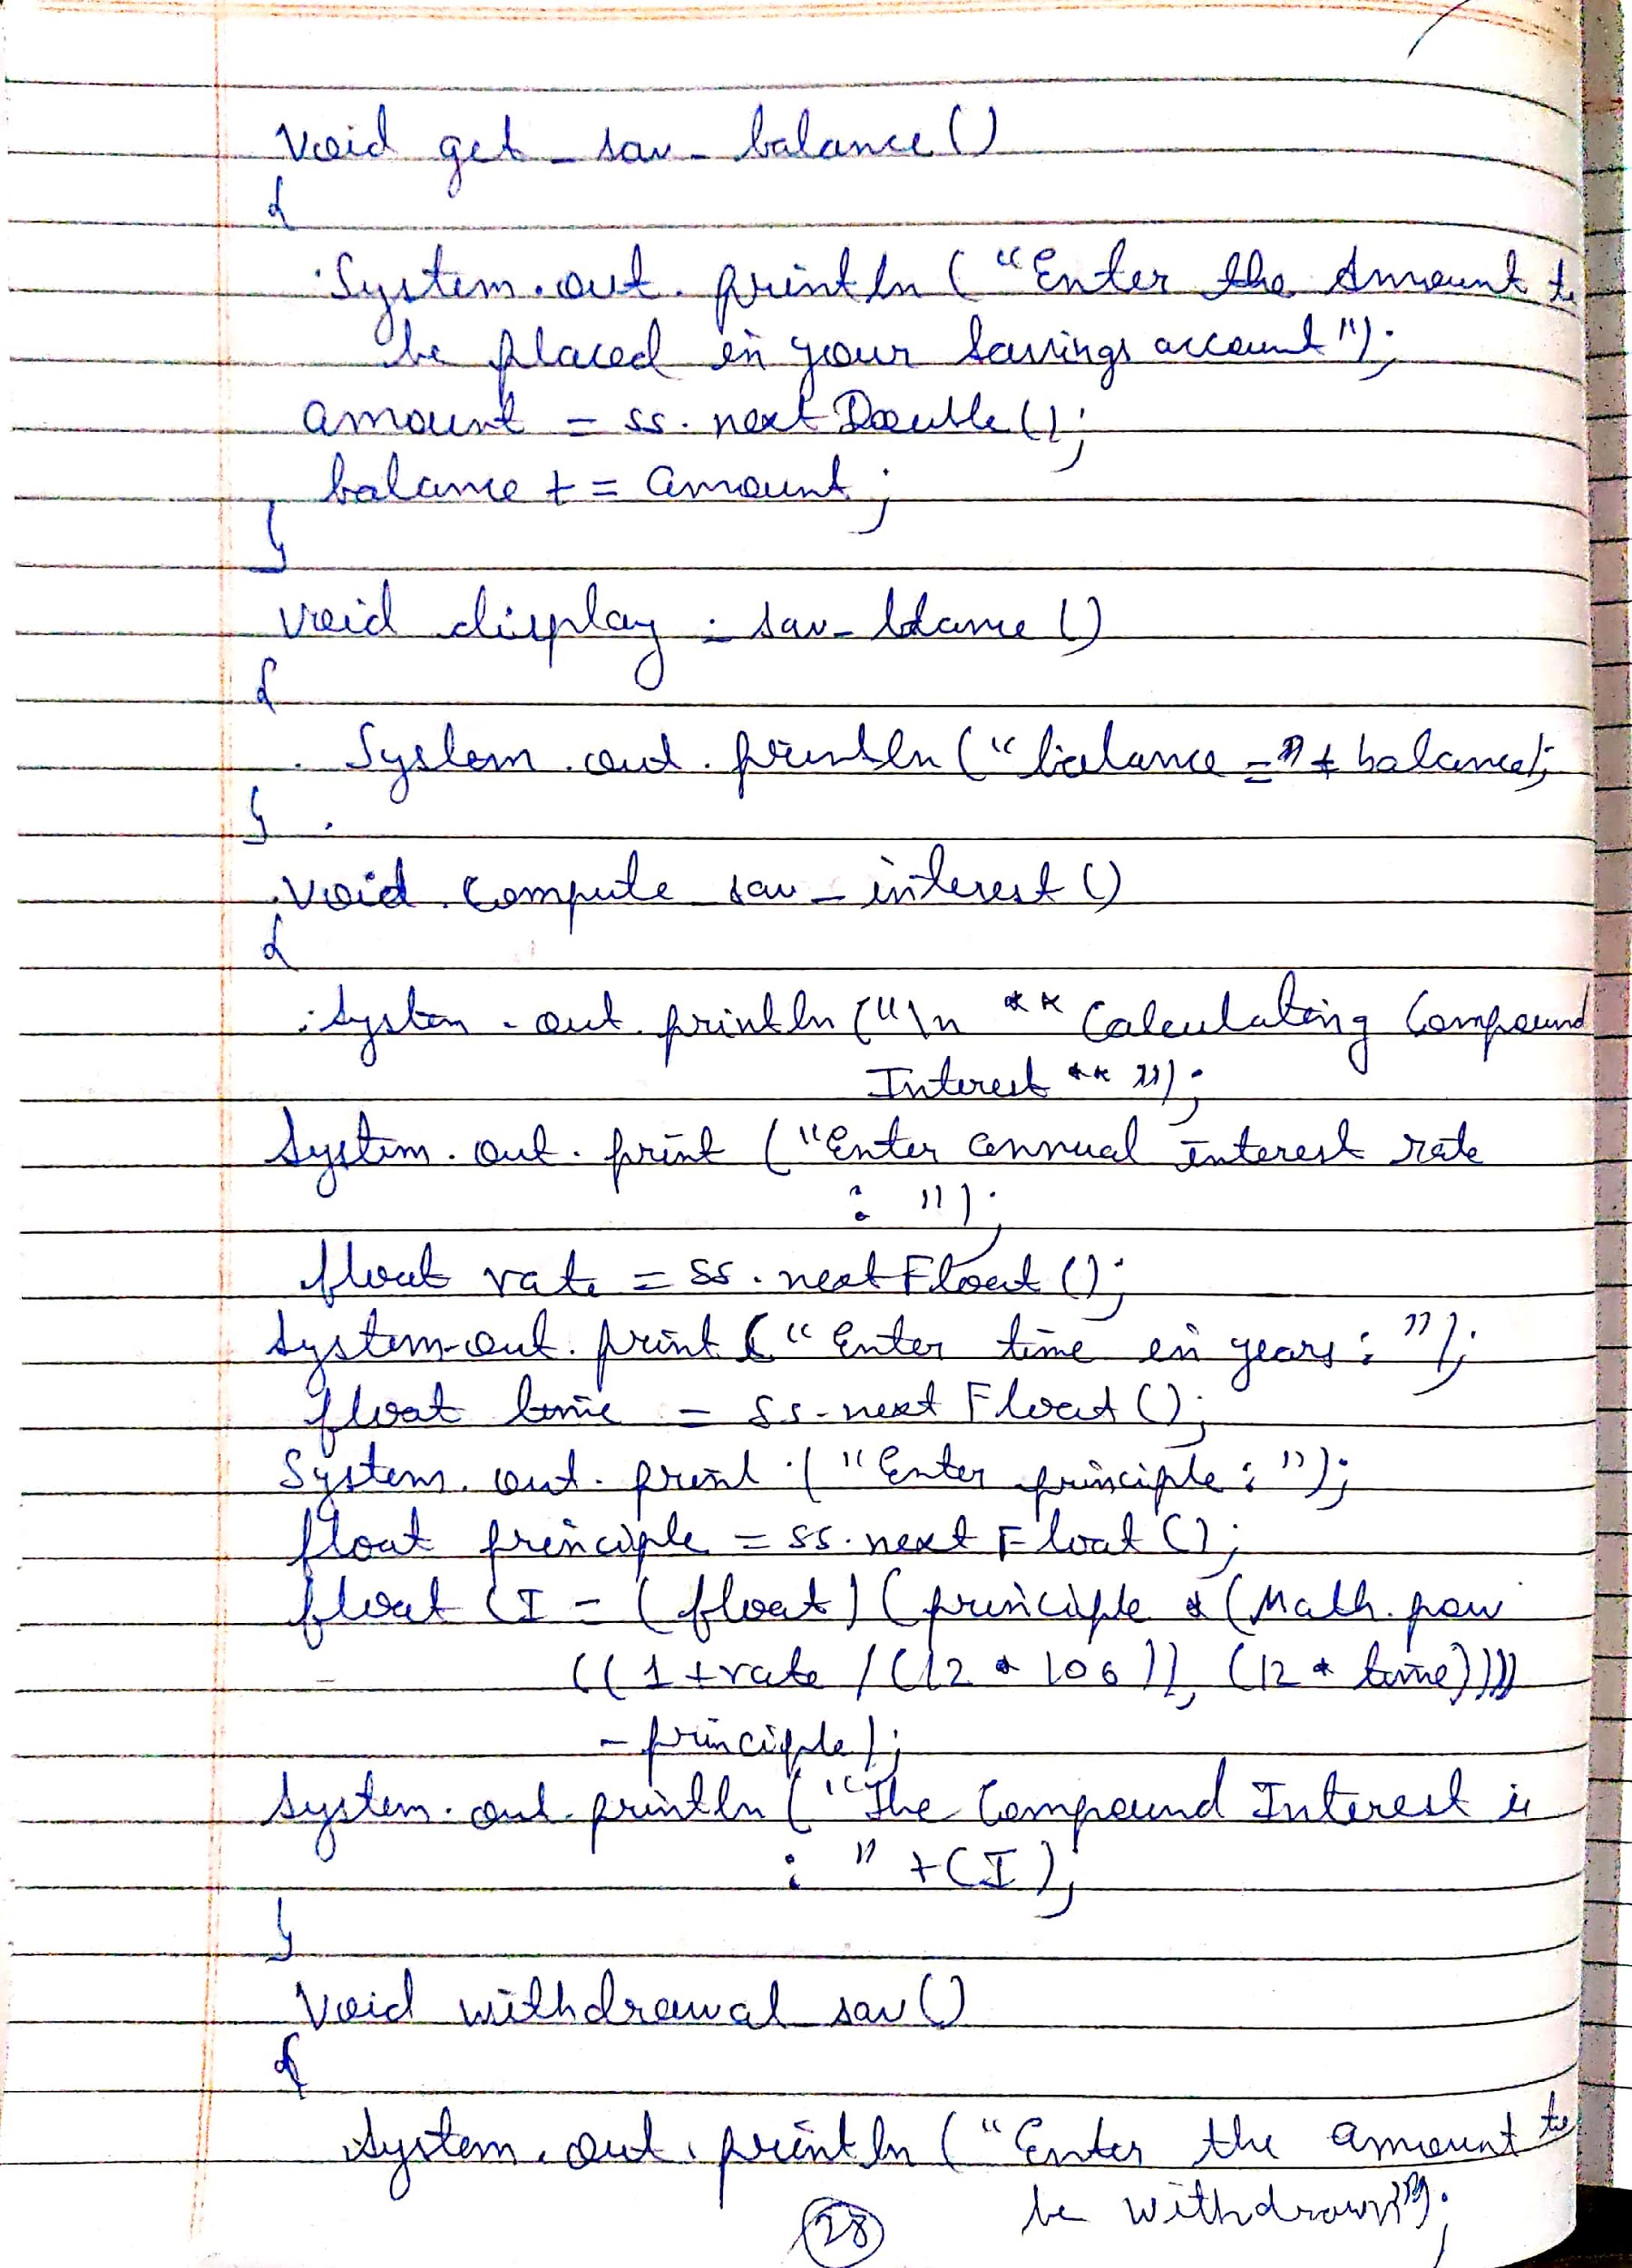 void get_sav_balance()
{
System.out.println("Enter the Amount to
be placed in your Savings account");
amount = ss.nextDouble();
balance += amount;
}
void display_sav_balance()
{
System.out.println("balance =" + balance);
}
void compute_sav_interest()
{
System.out.println("\n ** Calculating Compound
Interest ** ");
System.out.print("Enter annual interest rate
: ");
float rate = ss.nextFloat();
System.out.print("Enter time in years: ");
float time = ss.nextFloat();
System.out.print("Enter principle: ");
float principle = ss.nextFloat();
float CI = (float)(principle * (Math.pow
((1+rate/(12*100)), (12*time))))
-principle);
System.out.println("The Compound Interest is
: " +CI);
}
void withdrawal_sav()
{
System.out.println("Enter the amount to
be withdrawn");
28